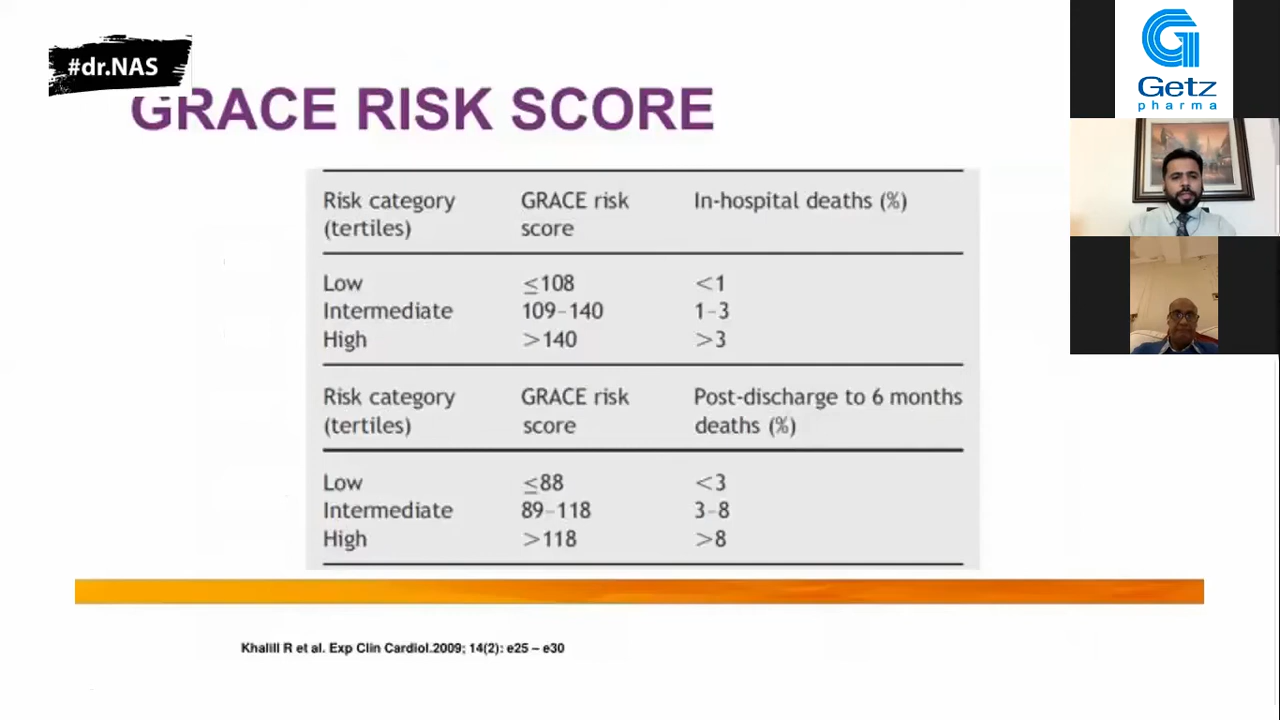 #dr.NAS
GRACE RISK SCORE
Getz
pharma
Risk category GRACE risk In-hospital deaths (%)
(tertiles) score
Low ≤108 <1
Intermediate 109–140 1–3
High >140 >3
Risk category GRACE risk Post-discharge to 6 months
(tertiles) score deaths (%)
Low ≤88 <3
Intermediate 89–118 3–8
High >118 >8
Khalill R et al. Exp Clin Cardiol.2009; 14(2): e25 – e30